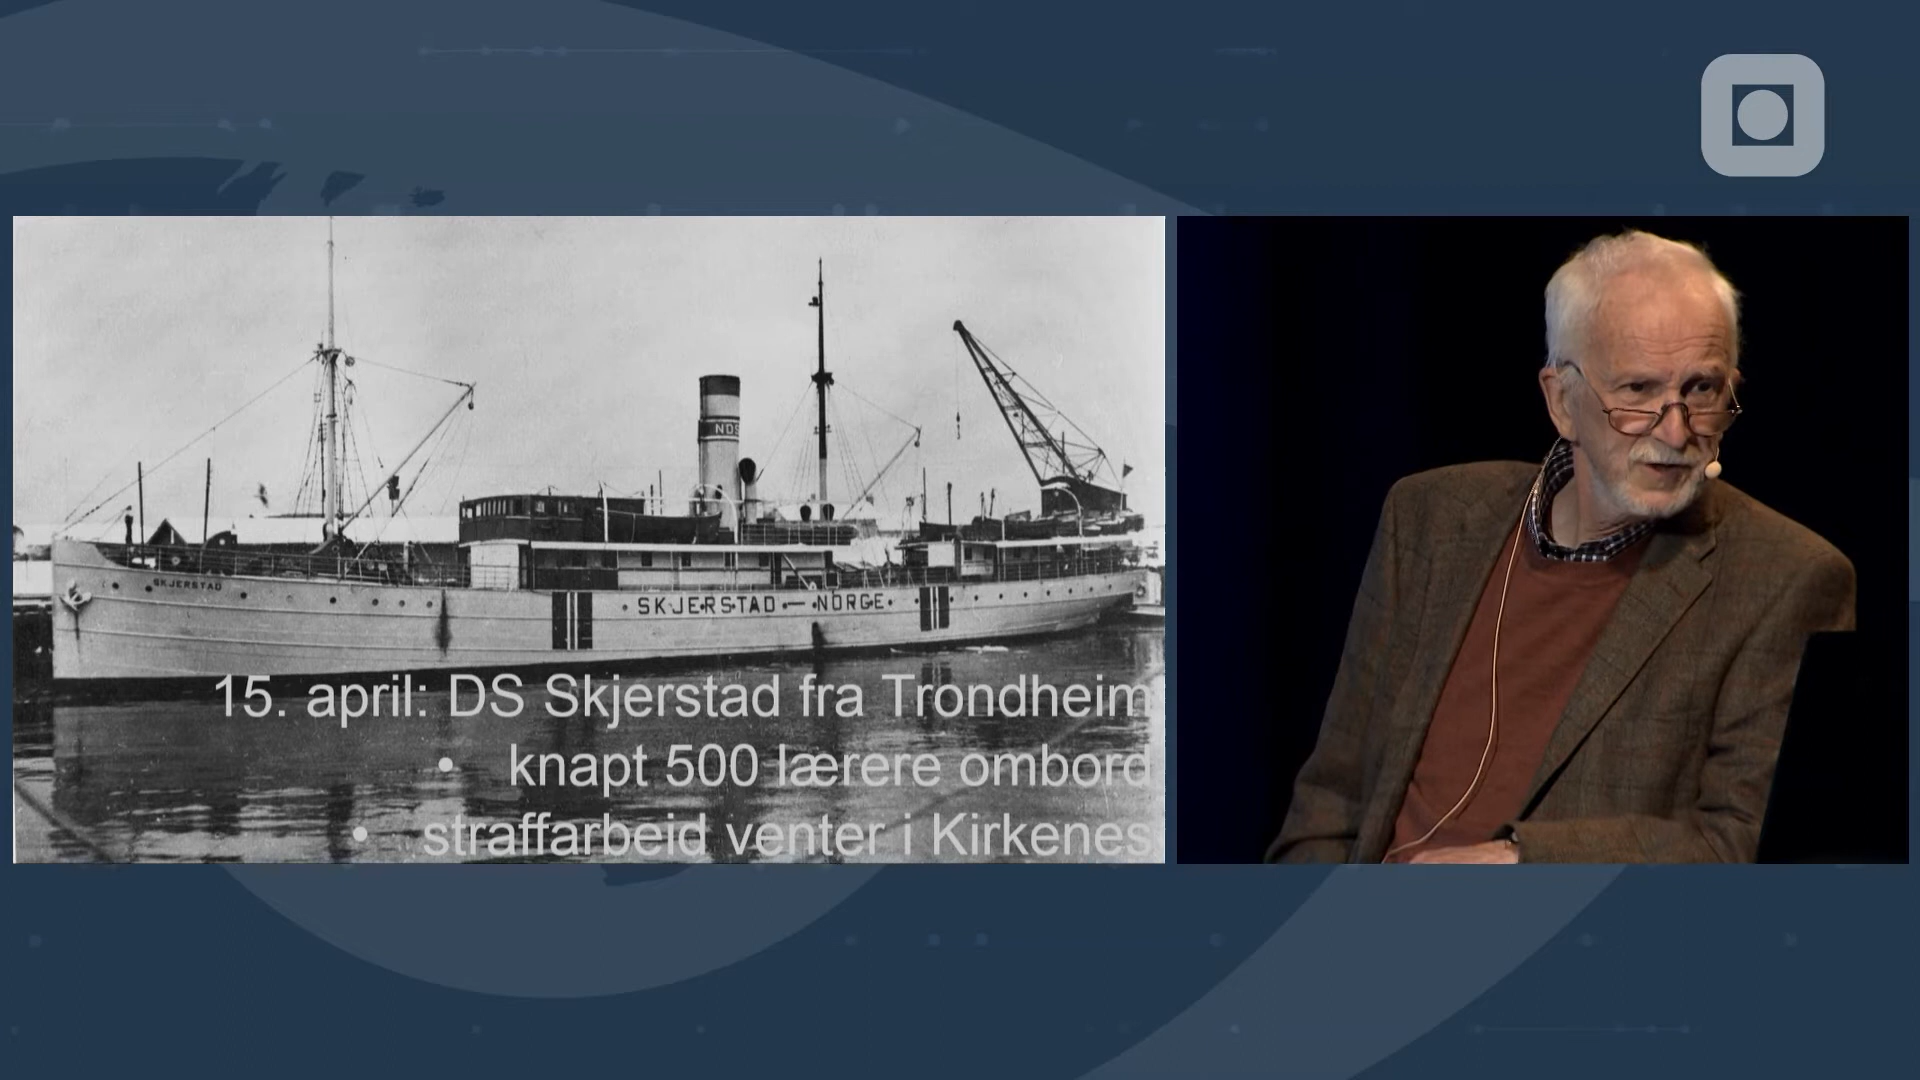 NDS
SKJERSTAD
SKJERSTAD — NORGE
15. april: DS Skjerstad fra Trondheim
• knapt 500 lærere ombord
• straffarbeid venter i Kirkenes